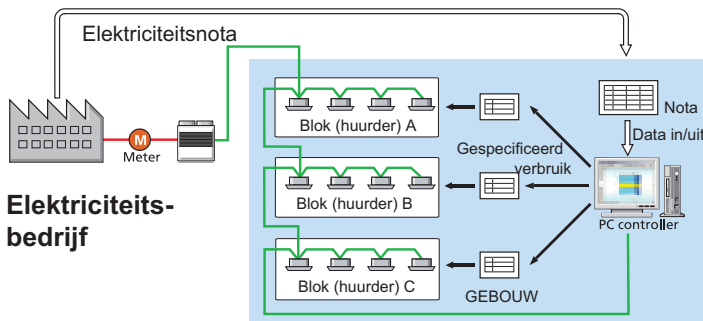 Elektriciteitsnota
M
Meter
Elektriciteits-
bedrijf
Blok (huurder) A
Blok (huurder) B
Blok (huurder) C
Gespecificeerd
verbruik
GEBOUW
Nota
Data in/uit
PC controller